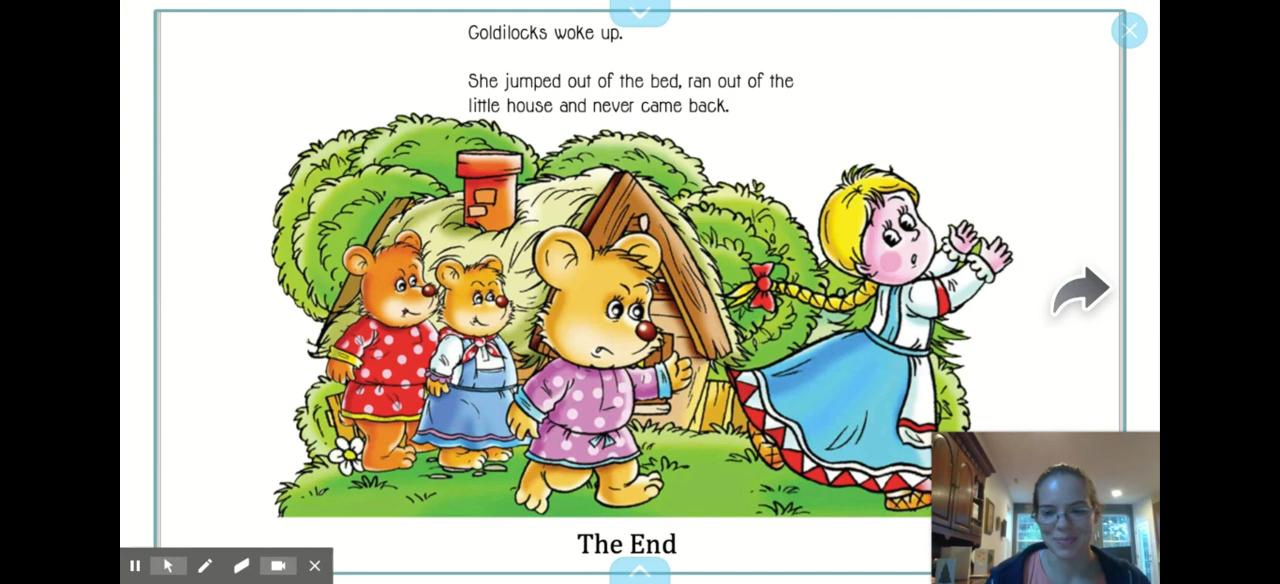 Goldilocks woke up.
She jumped out of the bed, ran out of the
little house and never came back.
The End